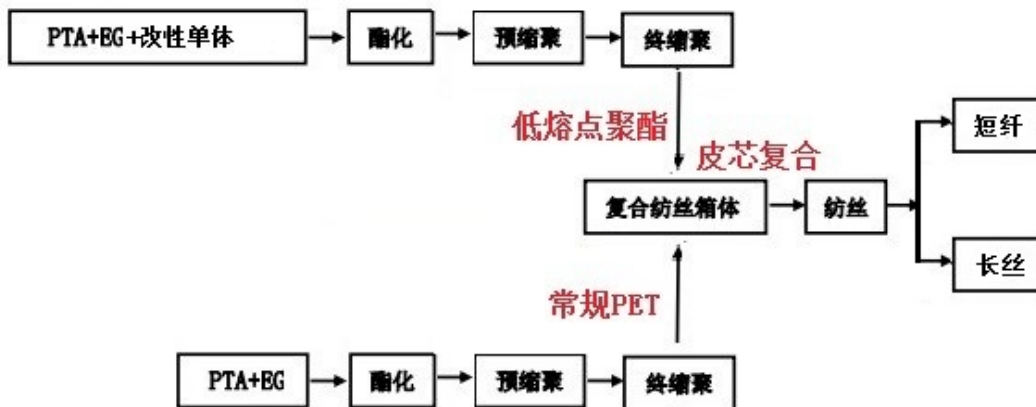 PTA+EG+改性单体
酯化
预缩聚
终缩聚
低熔点聚酯
皮芯复合
短纤
复合纺丝箱体
纺丝
长丝
常规PET
PTA+EG
酯化
预缩聚
终缩聚